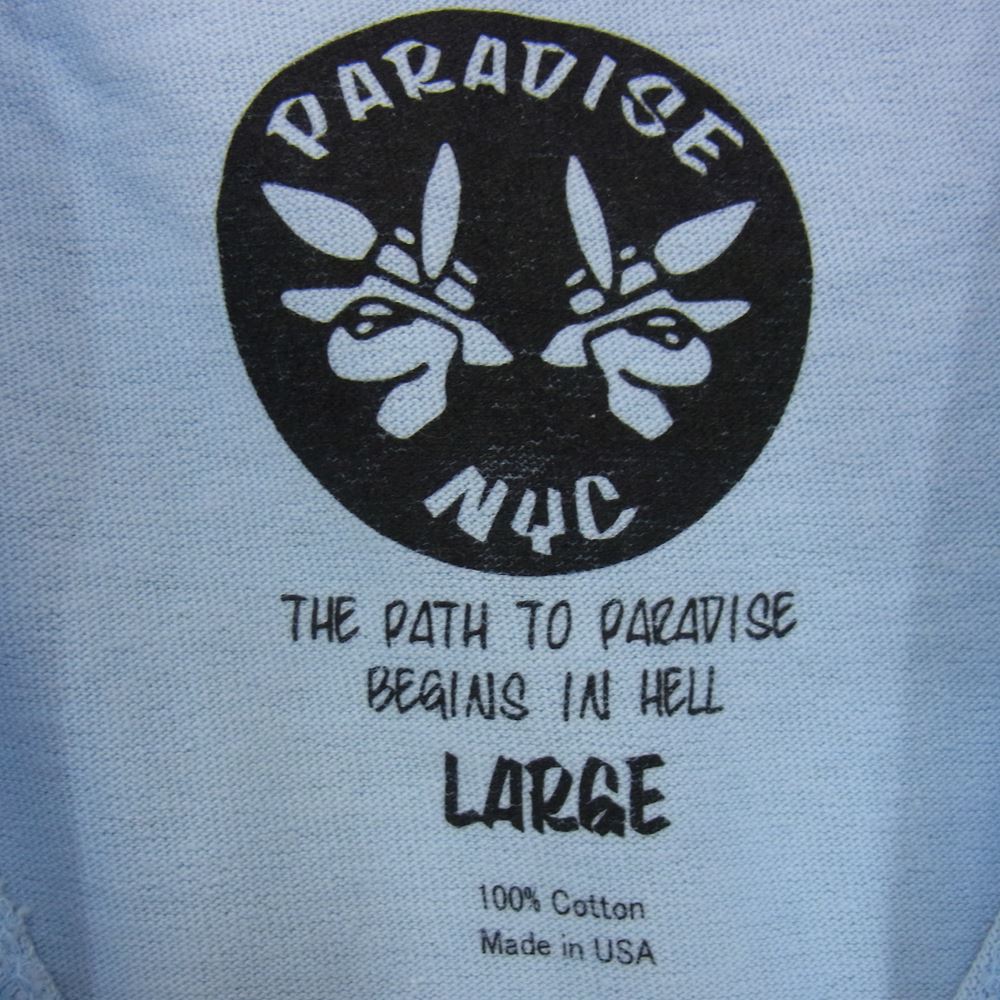 PARADISE
NYC
THE PATH TO PARADISE
BEGINS IN HELL
LARGE
100% Cotton
Made in USA